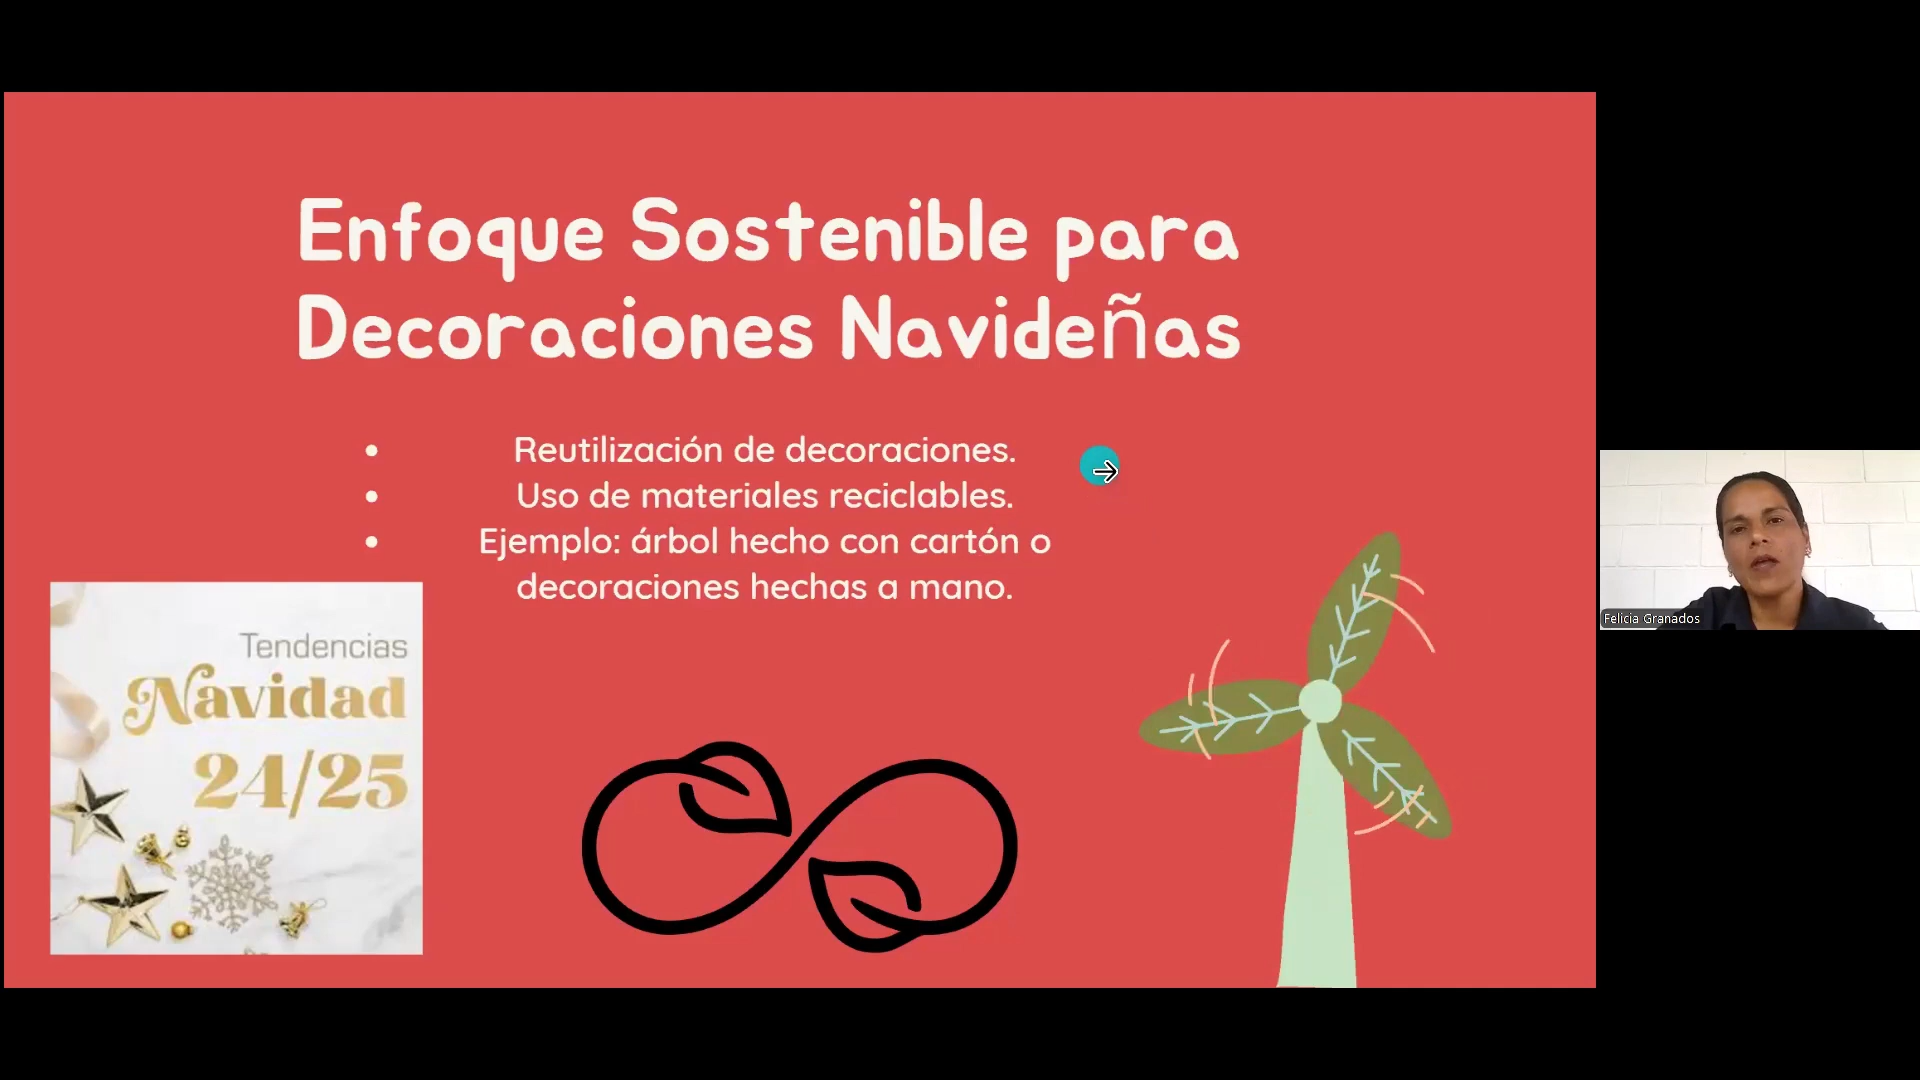 Enfoque Sostenible para
Decoraciones Navideñas
Reutilización de decoraciones.
Uso de materiales reciclables.
Ejemplo: árbol hecho con cartón o
decoraciones hechas a mano.
Tendencias
Navidad
24/25
Felicia Granados